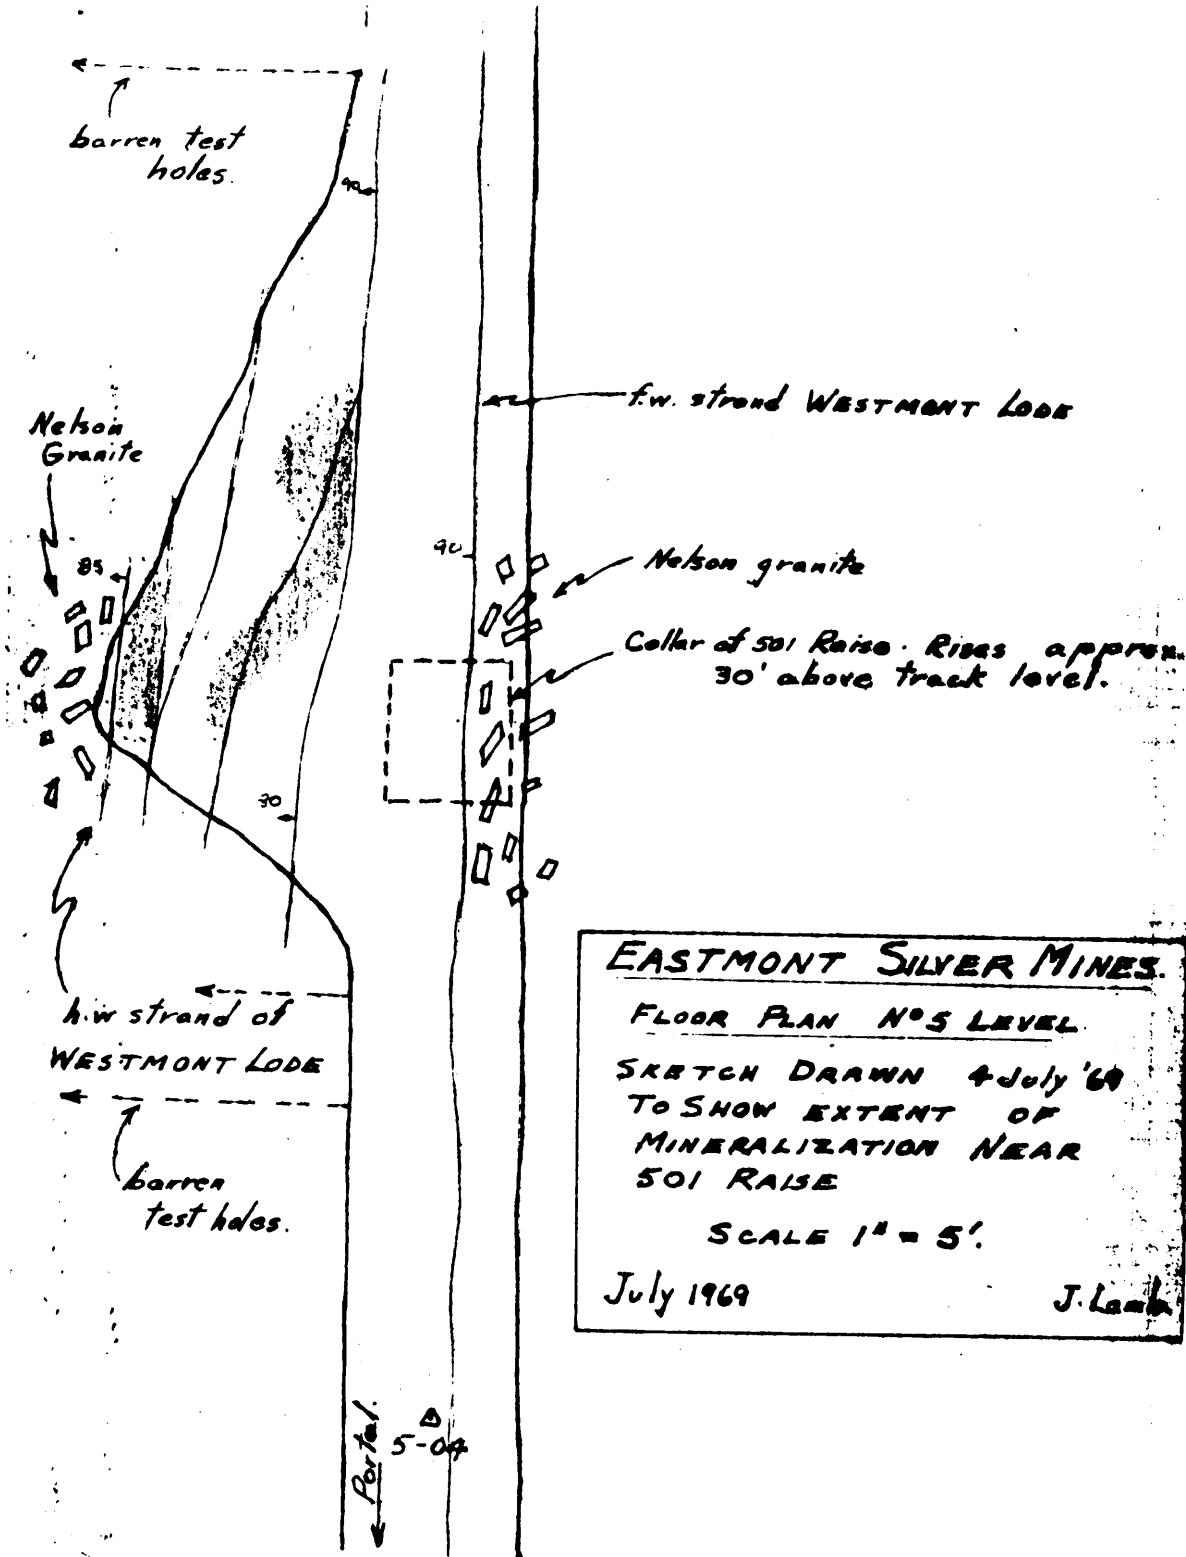 barren test
holes.
90
f.w. strand WESTMONT LODE
Nelson
Granite
85
90
Nelson granite
Collar of 501 Raise. Rises approx.
30' above track level.
30
h.w strand of
WESTMONT LODE
barren
test holes.
EASTMONT SILVER MINES.
FLOOR PLAN Nº5 LEVEL
SKETCH DRAWN 4 July '69
TO SHOW EXTENT OF
MINERALIZATION NEAR
501 RAISE
SCALE 1" = 5'.
July 1969 J. Lamb
Portal.
5-04